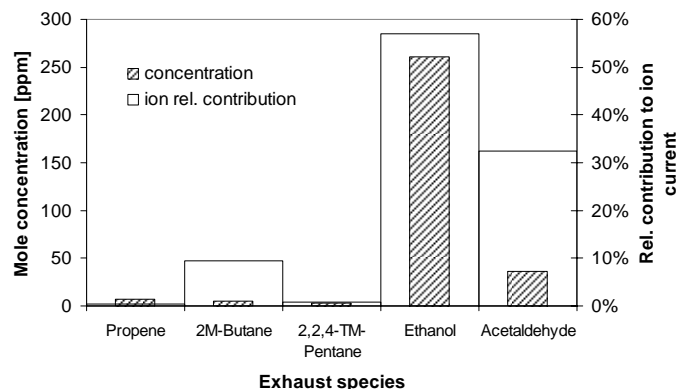 Mole concentration [ppm]
300
250
200
150
100
50
0
concentration
ion rel. contribution
60%
50%
40%
30%
20%
10%
0%
Rel. contribution to ion
current
Propene 2M-Butane 2,2,4-TM- Ethanol Acetaldehyde
Pentane
Exhaust species